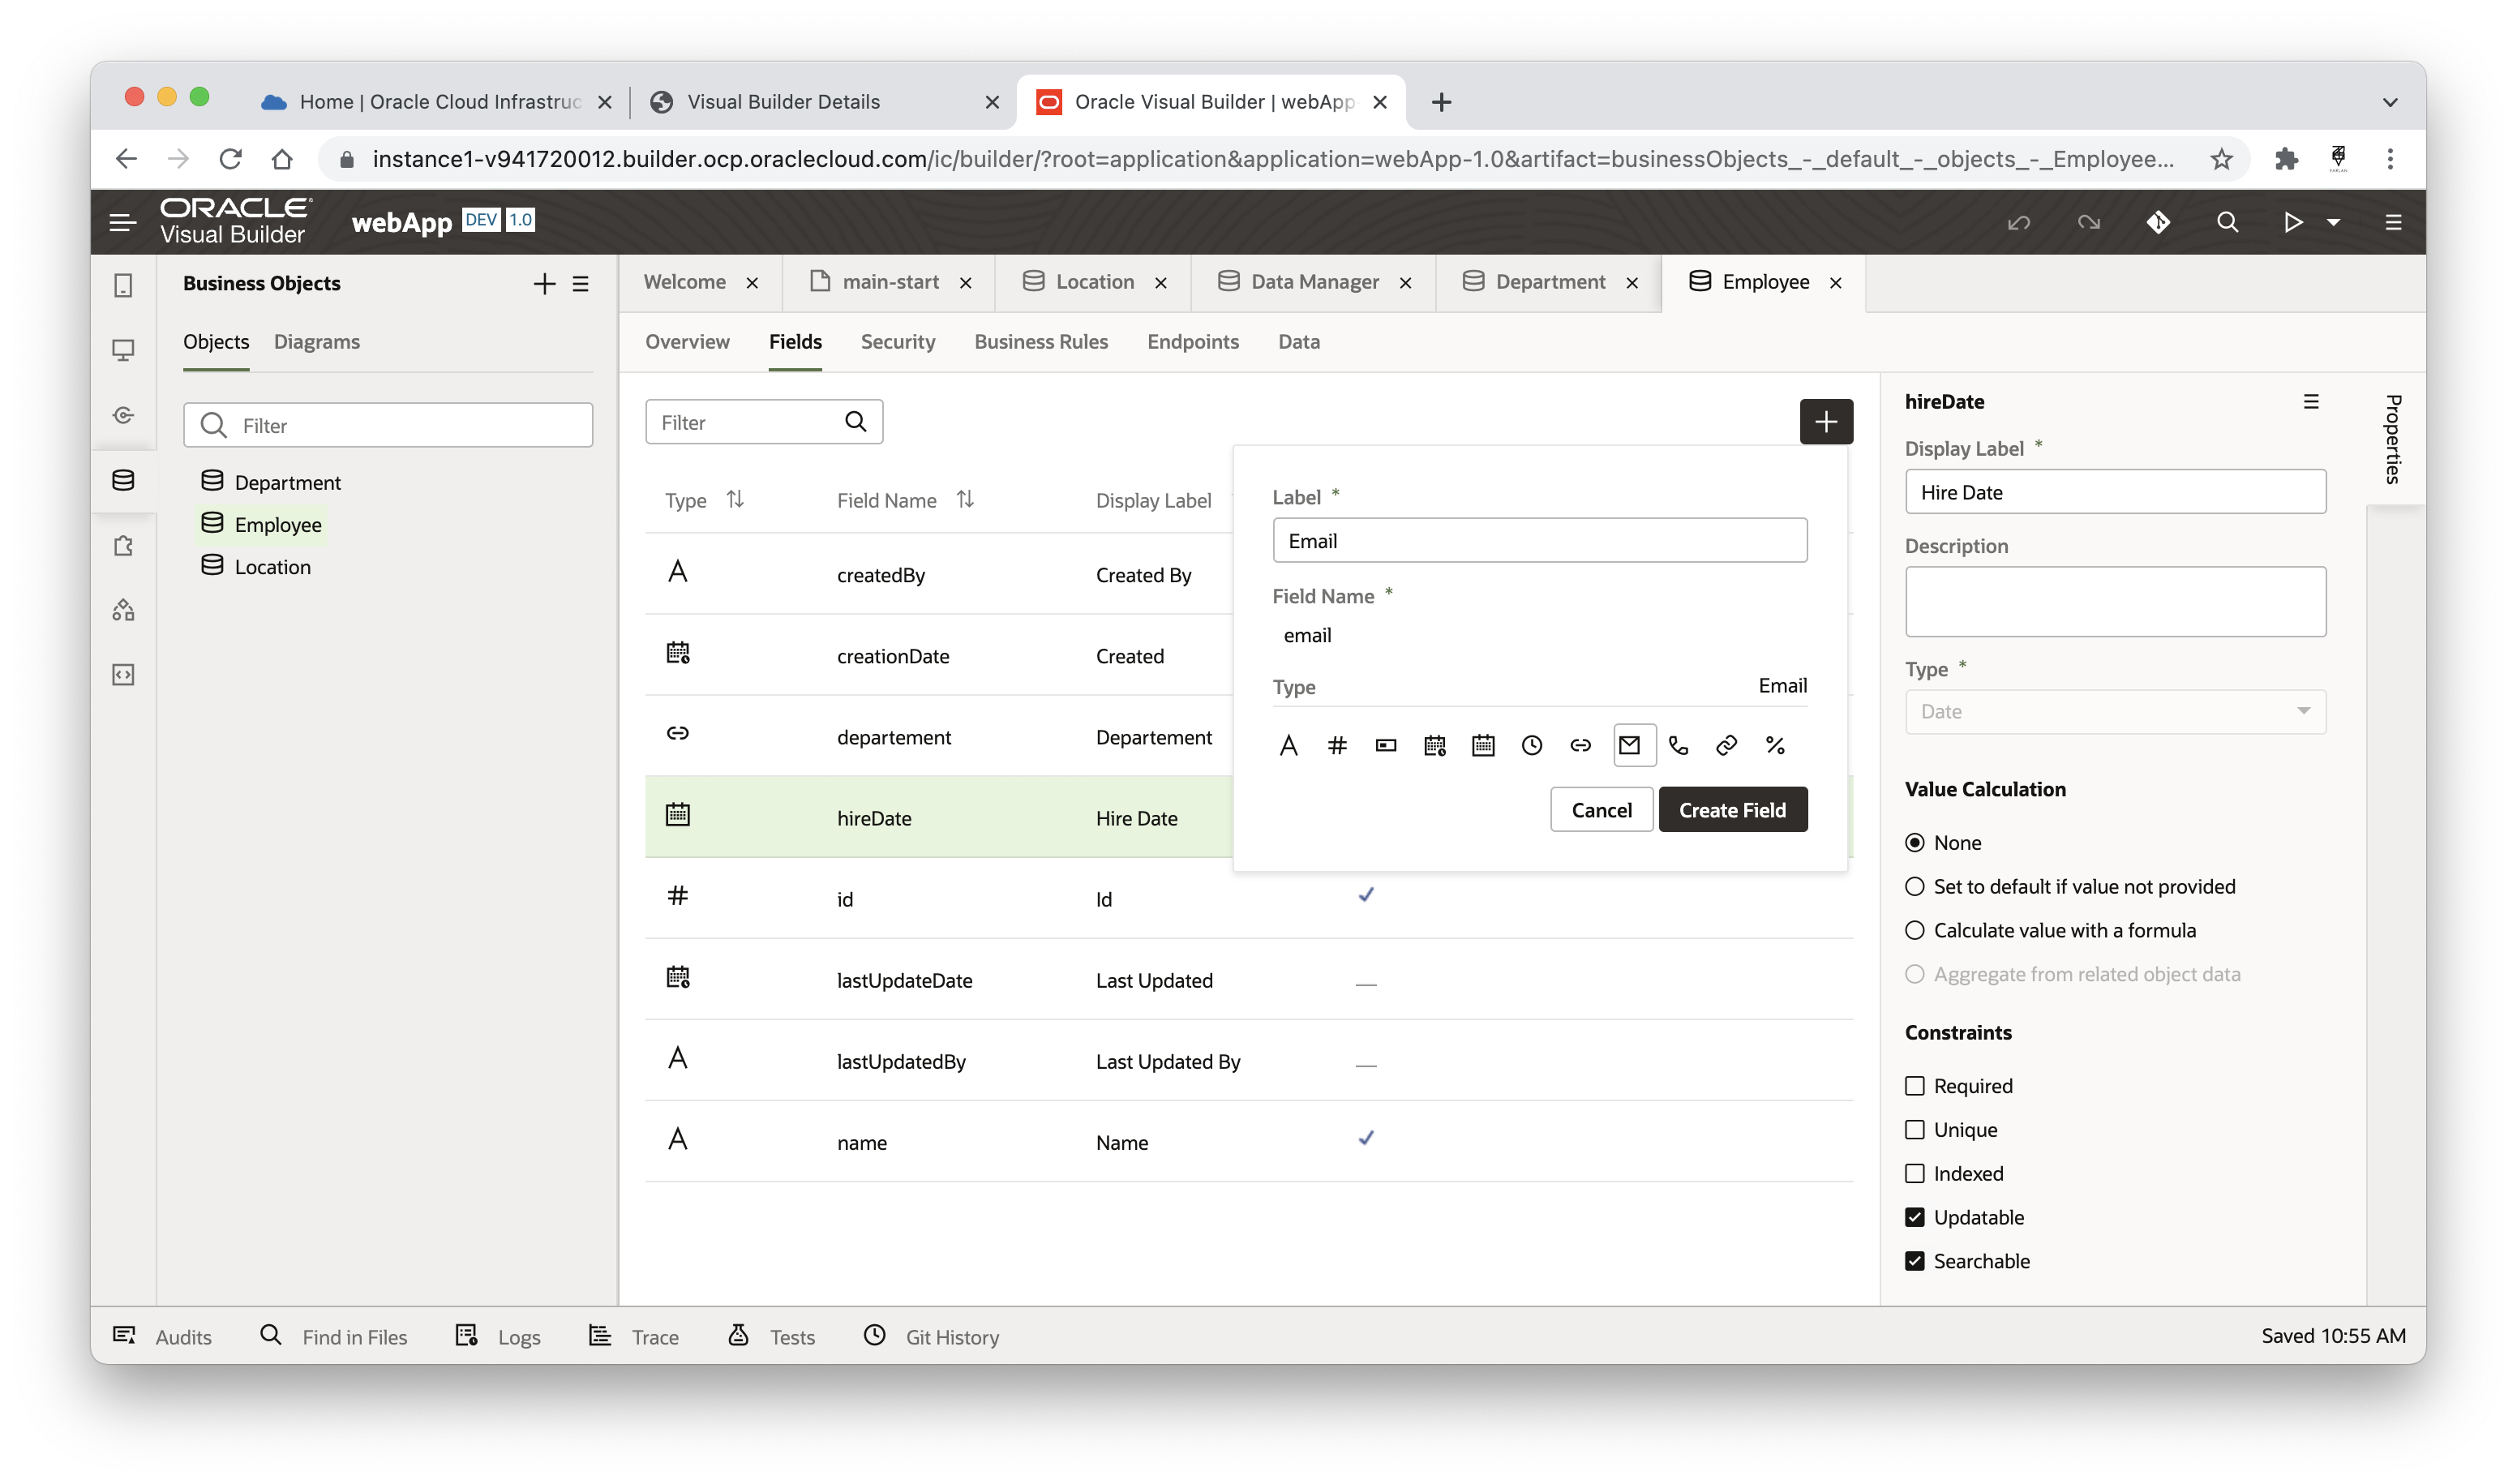 Home | Oracle Cloud Infrastruc
Visual Builder Details
Oracle Visual Builder | webApp
instance1-v941720012.builder.ocp.oraclecloud.com/ic/builder/?root=application&application=webApp-1.0&artifact=businessObjects_-_default_-_objects_-_Employee...
ORACLE
Visual Builder
webApp DEV 1.0
Business Objects
Objects Diagrams
Filter
Department
Employee
Location
Welcome
main-start
Location
Data Manager
Department
Employee
Overview Fields Security Business Rules Endpoints Data
Filter
Type Field Name Display Label
createdBy Created By
creationDate Created
departement Departement
hireDate Hire Date
id Id
lastUpdateDate Last Updated
lastUpdatedBy Last Updated By
name Name
Label *
Email
Field Name *
email
Type Email
Cancel Create Field
hireDate
Display Label *
Hire Date
Description
Type *
Date
Value Calculation
None
Set to default if value not provided
Calculate value with a formula
Aggregate from related object data
Constraints
Required
Unique
Indexed
Updatable
Searchable
Properties
Audits Find in Files Logs Trace Tests Git History
Saved 10:55 AM